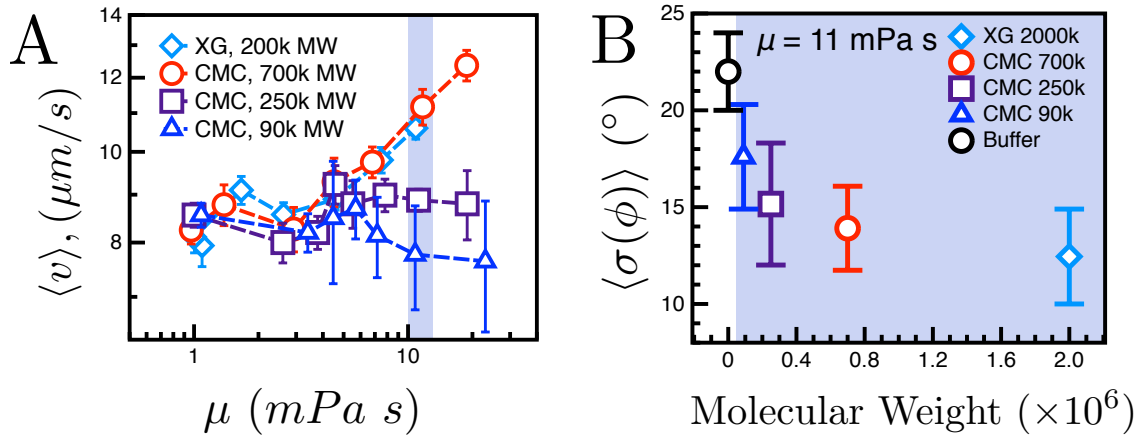 A
14
12
10
8
⟨v⟩, (μm/s)
XG, 200k MW
CMC, 700k MW
CMC, 250k MW
CMC, 90k MW
1
10
μ (mPa s)
B
25
20
15
10
⟨σ(ϕ)⟩ (°)
μ = 11 mPa s
XG 2000k
CMC 700k
CMC 250k
CMC 90k
Buffer
0
0.4
0.8
1.2
1.6
2.0
Molecular Weight (×10⁶)